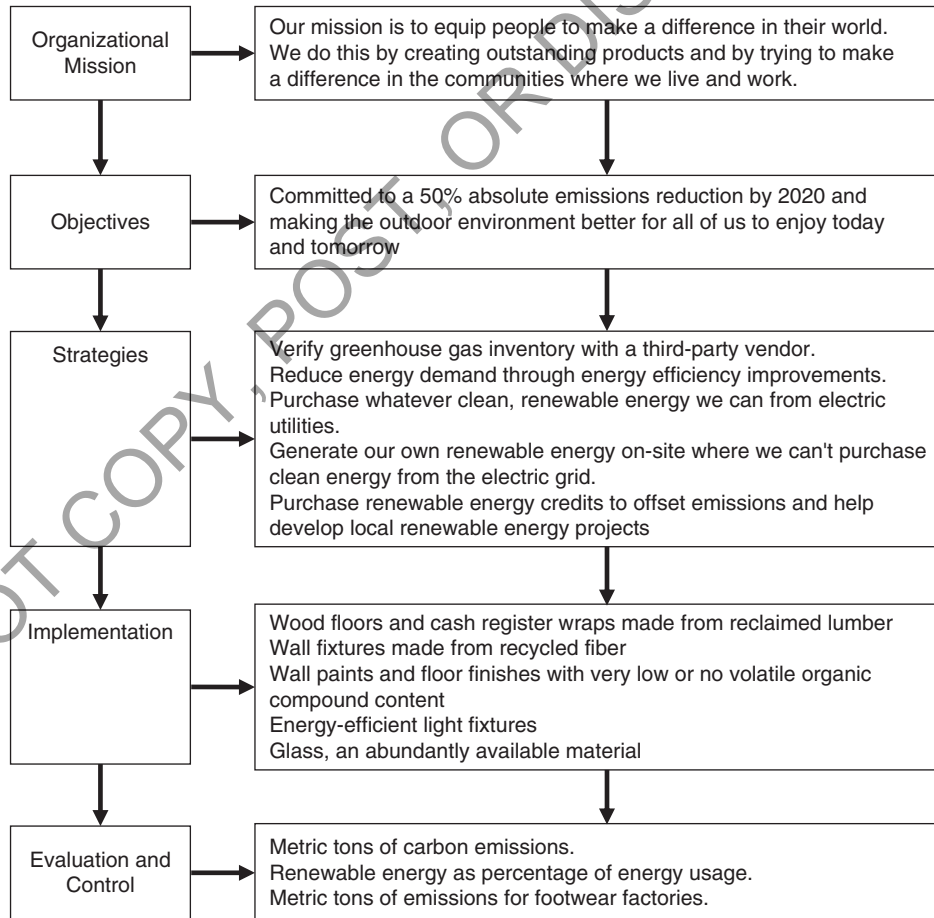 Organizational
Mission
Our mission is to equip people to make a difference in their world.
We do this by creating outstanding products and by trying to make
a difference in the communities where we live and work.
Objectives
Committed to a 50% absolute emissions reduction by 2020 and
making the outdoor environment better for all of us to enjoy today
and tomorrow
Strategies
Verify greenhouse gas inventory with a third-party vendor.
Reduce energy demand through energy efficiency improvements.
Purchase whatever clean, renewable energy we can from electric
utilities.
Generate our own renewable energy on-site where we can't purchase
clean energy from the electric grid.
Purchase renewable energy credits to offset emissions and help
develop local renewable energy projects
Implementation
Wood floors and cash register wraps made from reclaimed lumber
Wall fixtures made from recycled fiber
Wall paints and floor finishes with very low or no volatile organic
compound content
Energy-efficient light fixtures
Glass, an abundantly available material
Evaluation and
Control
Metric tons of carbon emissions.
Renewable energy as percentage of energy usage.
Metric tons of emissions for footwear factories.
OT COPY, POST, OR DIS